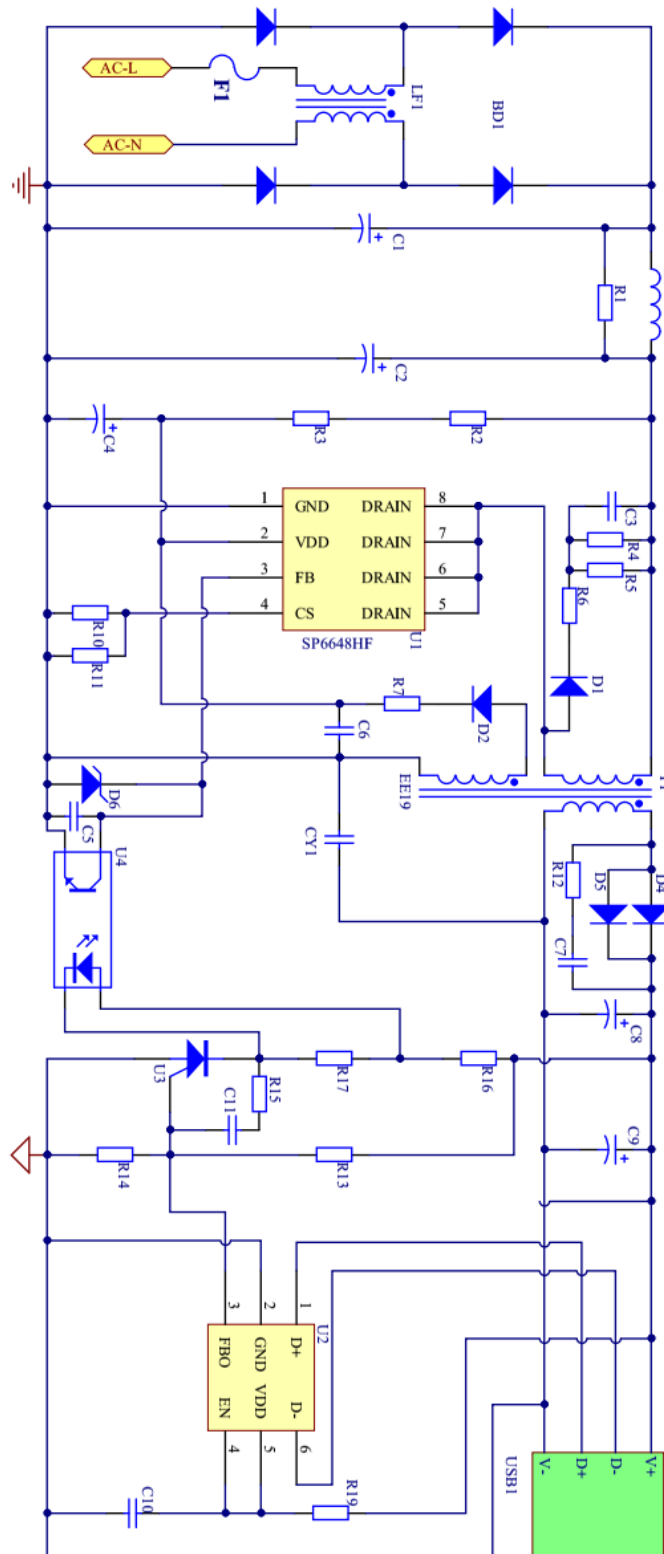 AC-L
F1
LF1
BD1
AC-N
C1
R1
C2
C4
R3
R2
C3
R4
R5
R6
1 GND DRAIN 8
2 VDD DRAIN 7
3 FB DRAIN 6
4 CS DRAIN 5
SP6648HF
U1
R10
R11
R7
D2
D1
C6
EE19
D6
C5
CY1
U4
R12
D5
D4
C7
C8
U3
R15
C11
R17
R16
C9
R14
R13
3 2 1
U2
FBO GND D+
EN VDD D-
4 5 6
R19
C10
USB1
V- D+ D- V+